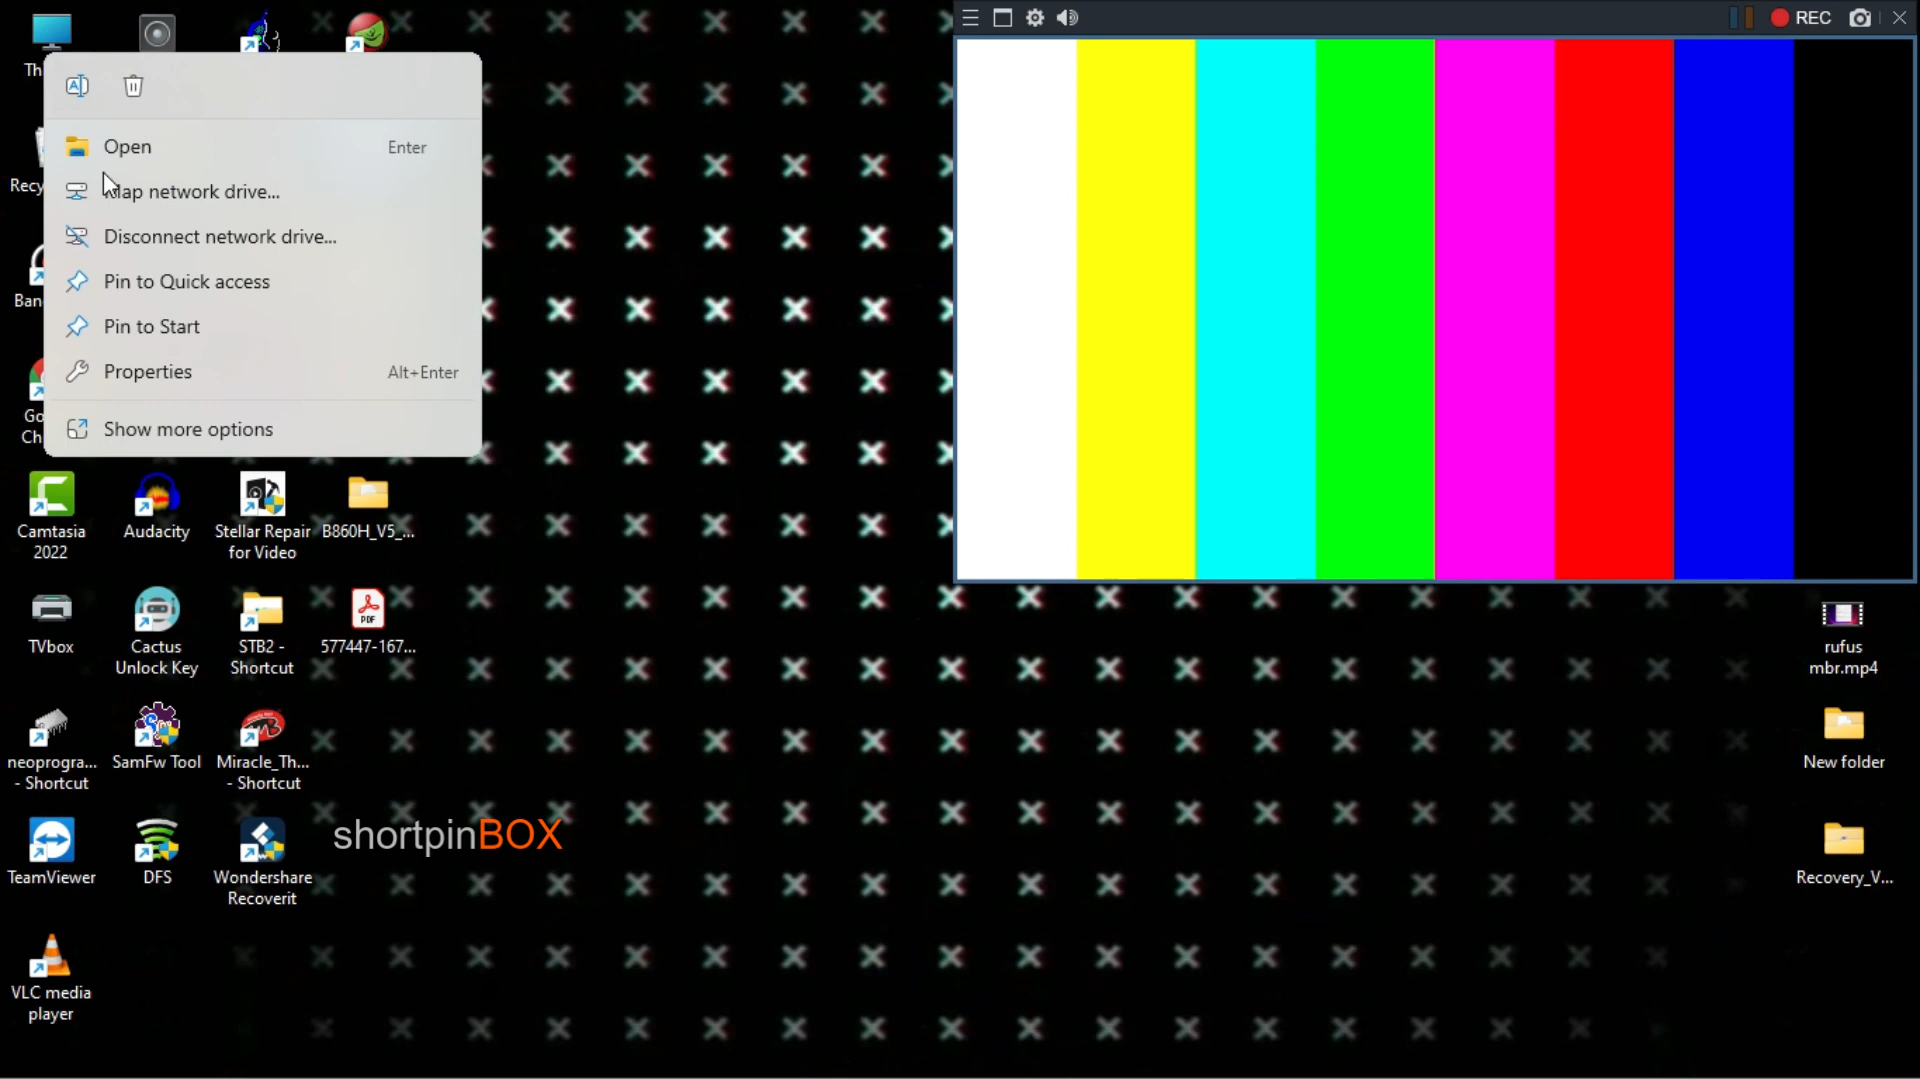 REC
Th
Open Enter
Map network drive...
Recy
Disconnect network drive...
Pin to Quick access
Ban
Pin to Start
Properties Alt+Enter
Go
Ch
Show more options
Camtasia
2022
Audacity
Stellar Repair
for Video
B860H_V5_...
TVbox
Cactus
Unlock Key
STB2 -
Shortcut
577447-167...
PDF
rufus
mbr.mp4
neoprogra...
- Shortcut
SamFw Tool
Miracle_Th...
- Shortcut
New folder
shortpinBOX
TeamViewer
DFS
Wondershare
Recoverit
Recovery_V...
VLC media
player